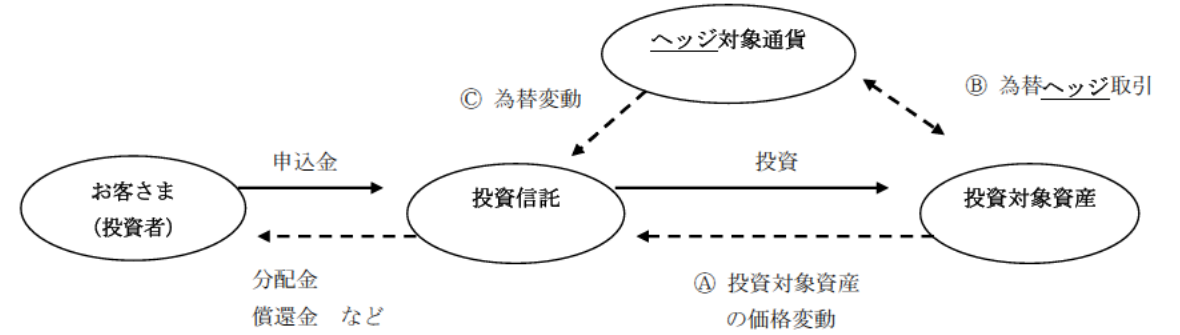 ヘッジ対象通貨
Ⓒ 為替変動
Ⓑ 為替ヘッジ取引
申込金
投資
お客さま
(投資者)
投資信託
投資対象資産
分配金
償還金 など
Ⓐ 投資対象資産
の価格変動